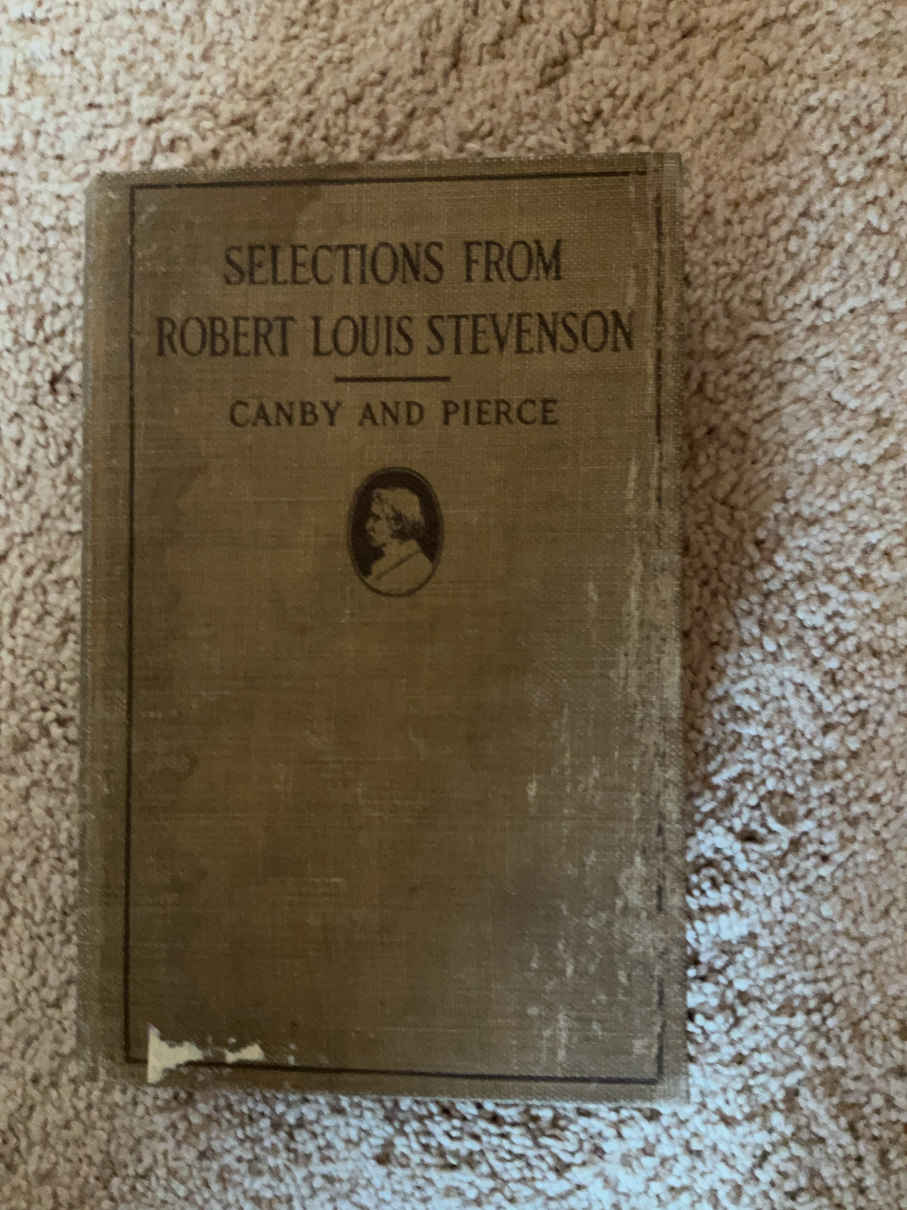 SELECTIONS FROM
ROBERT LOUIS STEVENSON
CANBY AND PIERCE